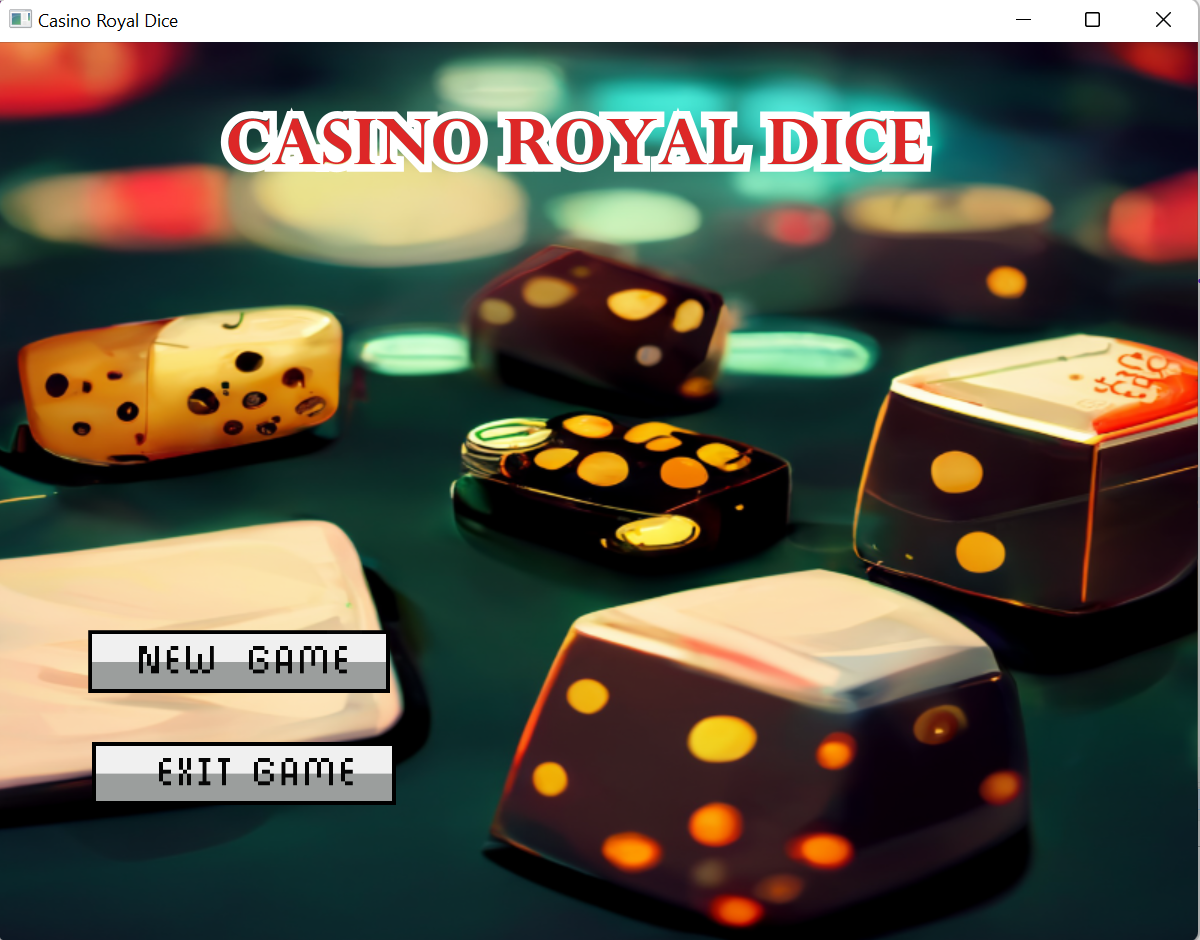 Casino Royal Dice
CASINO ROYAL DICE
NEW GAME
EXIT GAME